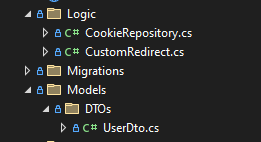 Logic
C# CookieRepository.cs
C# CustomRedirect.cs
Migrations
Models
DTOs
C# UserDto.cs